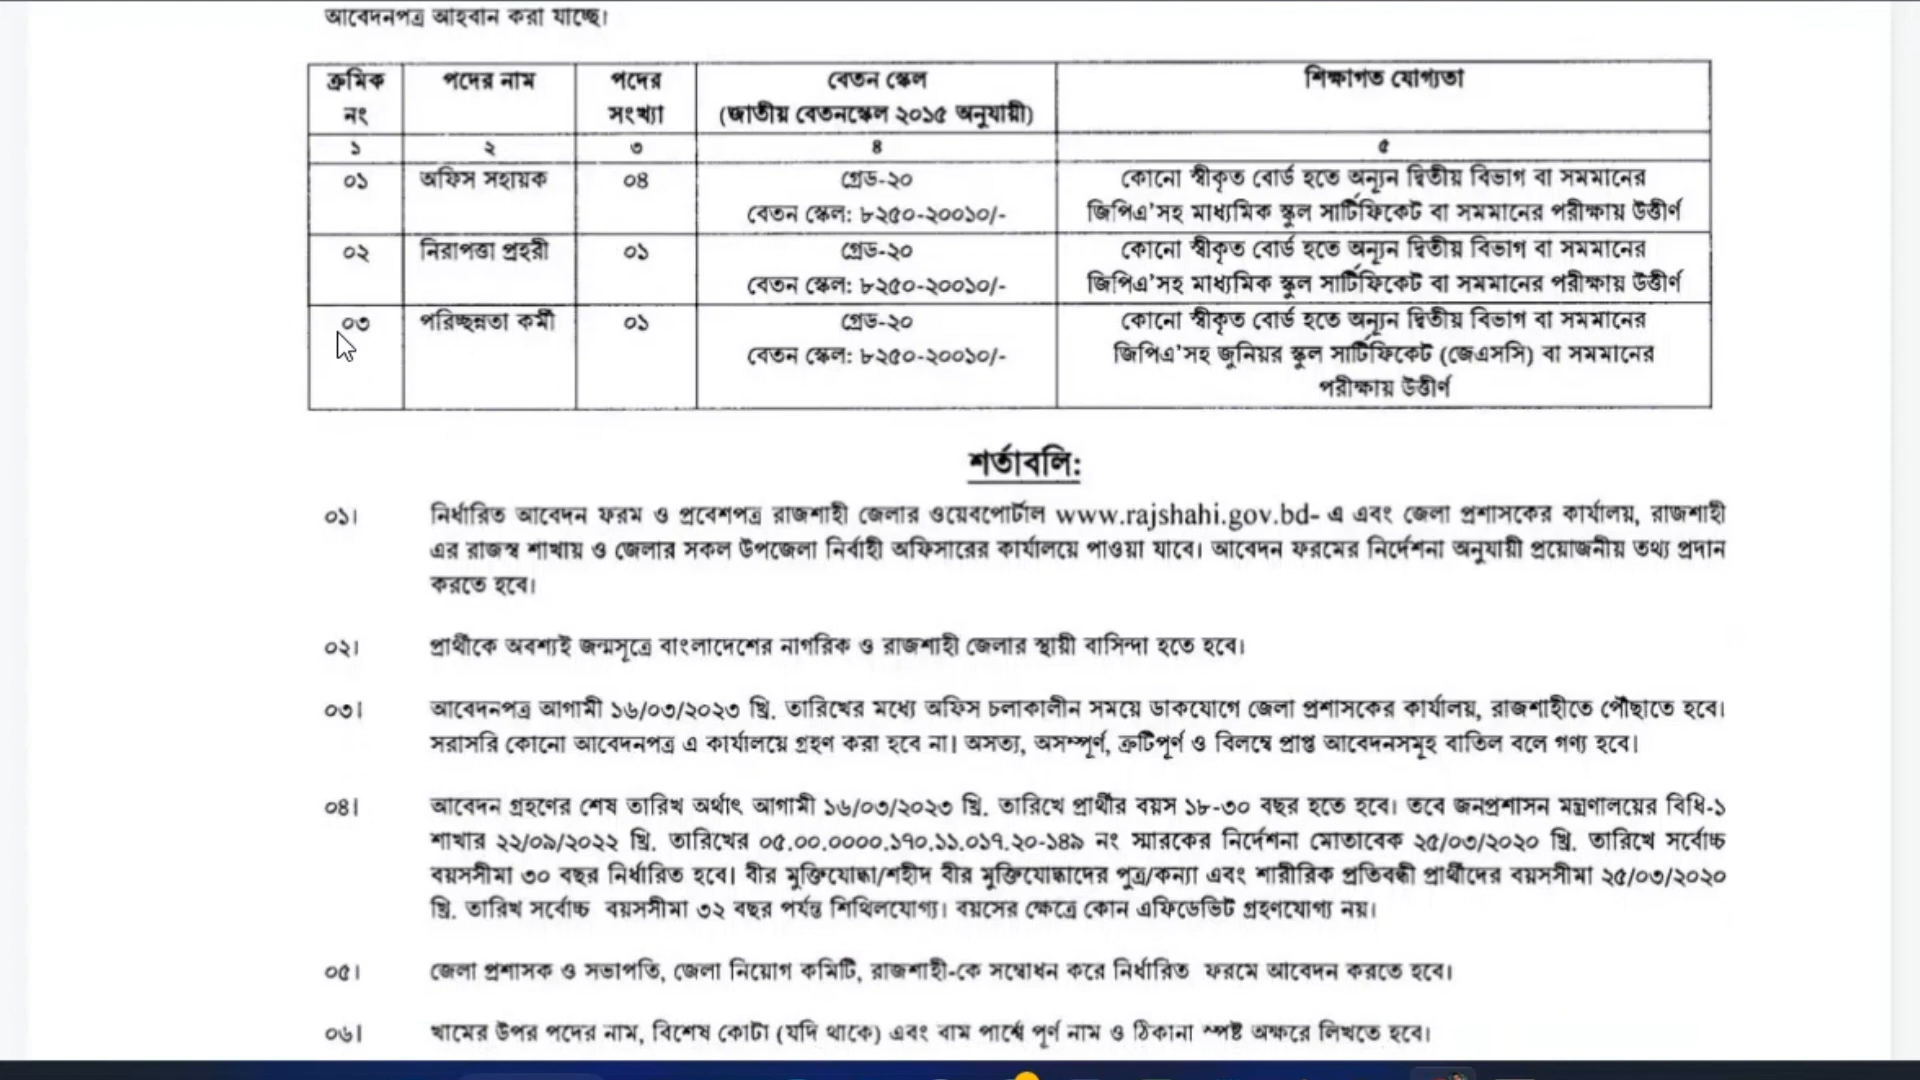 আবেদনপত্র আহবান করা যাচ্ছে।
ক্রমিক নং
পদের নাম
পদের সংখ্যা
বেতন স্কেল
(জাতীয় বেতনস্কেল ২০১৫ অনুযায়ী)
শিক্ষাগত যোগ্যতা
১ ২ ৩ ৪ ৫
০১ অফিস সহায়ক ০৪ গ্রেড-২০ কোনো স্বীকৃত বোর্ড হতে অন্যূন দ্বিতীয় বিভাগ বা সমমানের
বেতন স্কেল: ৮২৫০-২০০১০/- জিপিএ'সহ মাধ্যমিক স্কুল সার্টিফিকেট বা সমমানের পরীক্ষায় উত্তীর্ণ
০২ নিরাপত্তা প্রহরী ০১ গ্রেড-২০ কোনো স্বীকৃত বোর্ড হতে অন্যূন দ্বিতীয় বিভাগ বা সমমানের
বেতন স্কেল: ৮২৫০-২০০১০/- জিপিএ'সহ মাধ্যমিক স্কুল সার্টিফিকেট বা সমমানের পরীক্ষায় উত্তীর্ণ
০৩ পরিচ্ছন্নতা কর্মী ০১ গ্রেড-২০ কোনো স্বীকৃত বোর্ড হতে অন্যূন দ্বিতীয় বিভাগ বা সমমানের
বেতন স্কেল: ৮২৫০-২০০১০/- জিপিএ'সহ জুনিয়র স্কুল সার্টিফিকেট (জেএসসি) বা সমমানের
পরীক্ষায় উত্তীর্ণ
শর্তাবলি:
০১। নির্ধারিত আবেদন ফরম ও প্রবেশপত্র রাজশাহী জেলার ওয়েবপোর্টাল www.rajshahi.gov.bd- এ এবং জেলা প্রশাসকের কার্যালয়, রাজশাহী
এর রাজস্ব শাখায় ও জেলার সকল উপজেলা নির্বাহী অফিসারের কার্যালয়ে পাওয়া যাবে। আবেদন ফরমের নির্দেশনা অনুযায়ী প্রয়োজনীয় তথ্য প্রদান
করতে হবে।
০২। প্রার্থীকে অবশ্যই জন্মসূত্রে বাংলাদেশের নাগরিক ও রাজশাহী জেলার স্থায়ী বাসিন্দা হতে হবে।
০৩। আবেদনপত্র আগামী ১৬/০৩/২০২৩ খ্রি. তারিখের মধ্যে অফিস চলাকালীন সময়ে ডাকযোগে জেলা প্রশাসকের কার্যালয়, রাজশাহীতে পৌঁছাতে হবে।
সরাসরি কোনো আবেদনপত্র এ কার্যালয়ে গ্রহণ করা হবে না। অসত্য, অসম্পূর্ণ, ত্রুটিপূর্ণ ও বিলম্বে প্রাপ্ত আবেদনসমূহ বাতিল বলে গণ্য হবে।
০৪। আবেদন গ্রহণের শেষ তারিখ অর্থাৎ আগামী ১৬/০৩/২০২৩ খ্রি. তারিখে প্রার্থীর বয়স ১৮-৩০ বছর হতে হবে। তবে জনপ্রশাসন মন্ত্রণালয়ের বিধি-১
শাখার ২২/০৯/২০২২ খ্রি. তারিখের ০৫.০০.০০০০.১৭০.১১.০১৭.২০-১৪৯ নং স্মারকের নির্দেশনা মোতাবেক ২৫/০৩/২০২০ খ্রি. তারিখে সর্বোচ্চ
বয়সসীমা ৩০ বছর নির্ধারিত হবে। বীর মুক্তিযোদ্ধা/শহীদ বীর মুক্তিযোদ্ধাদের পুত্র/কন্যা এবং শারীরিক প্রতিবন্ধী প্রার্থীদের বয়সসীমা ২৫/০৩/২০২০
খ্রি. তারিখ সর্বোচ্চ বয়সসীমা ৩২ বছর পর্যন্ত শিথিলযোগ্য। বয়সের ক্ষেত্রে কোন এফিডেভিট গ্রহণযোগ্য নয়।
০৫। জেলা প্রশাসক ও সভাপতি, জেলা নিয়োগ কমিটি, রাজশাহী-কে সম্বোধন করে নির্ধারিত ফরমে আবেদন করতে হবে।
০৬। খামের উপর পদের নাম, বিশেষ কোটা (যদি থাকে) এবং বাম পার্শ্বে পূর্ণ নাম ও ঠিকানা স্পষ্ট অক্ষরে লিখতে হবে।